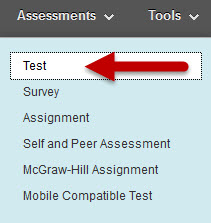 Assessments Tools
Test
Survey
Assignment
Self and Peer Assessment
McGraw-Hill Assignment
Mobile Compatible Test